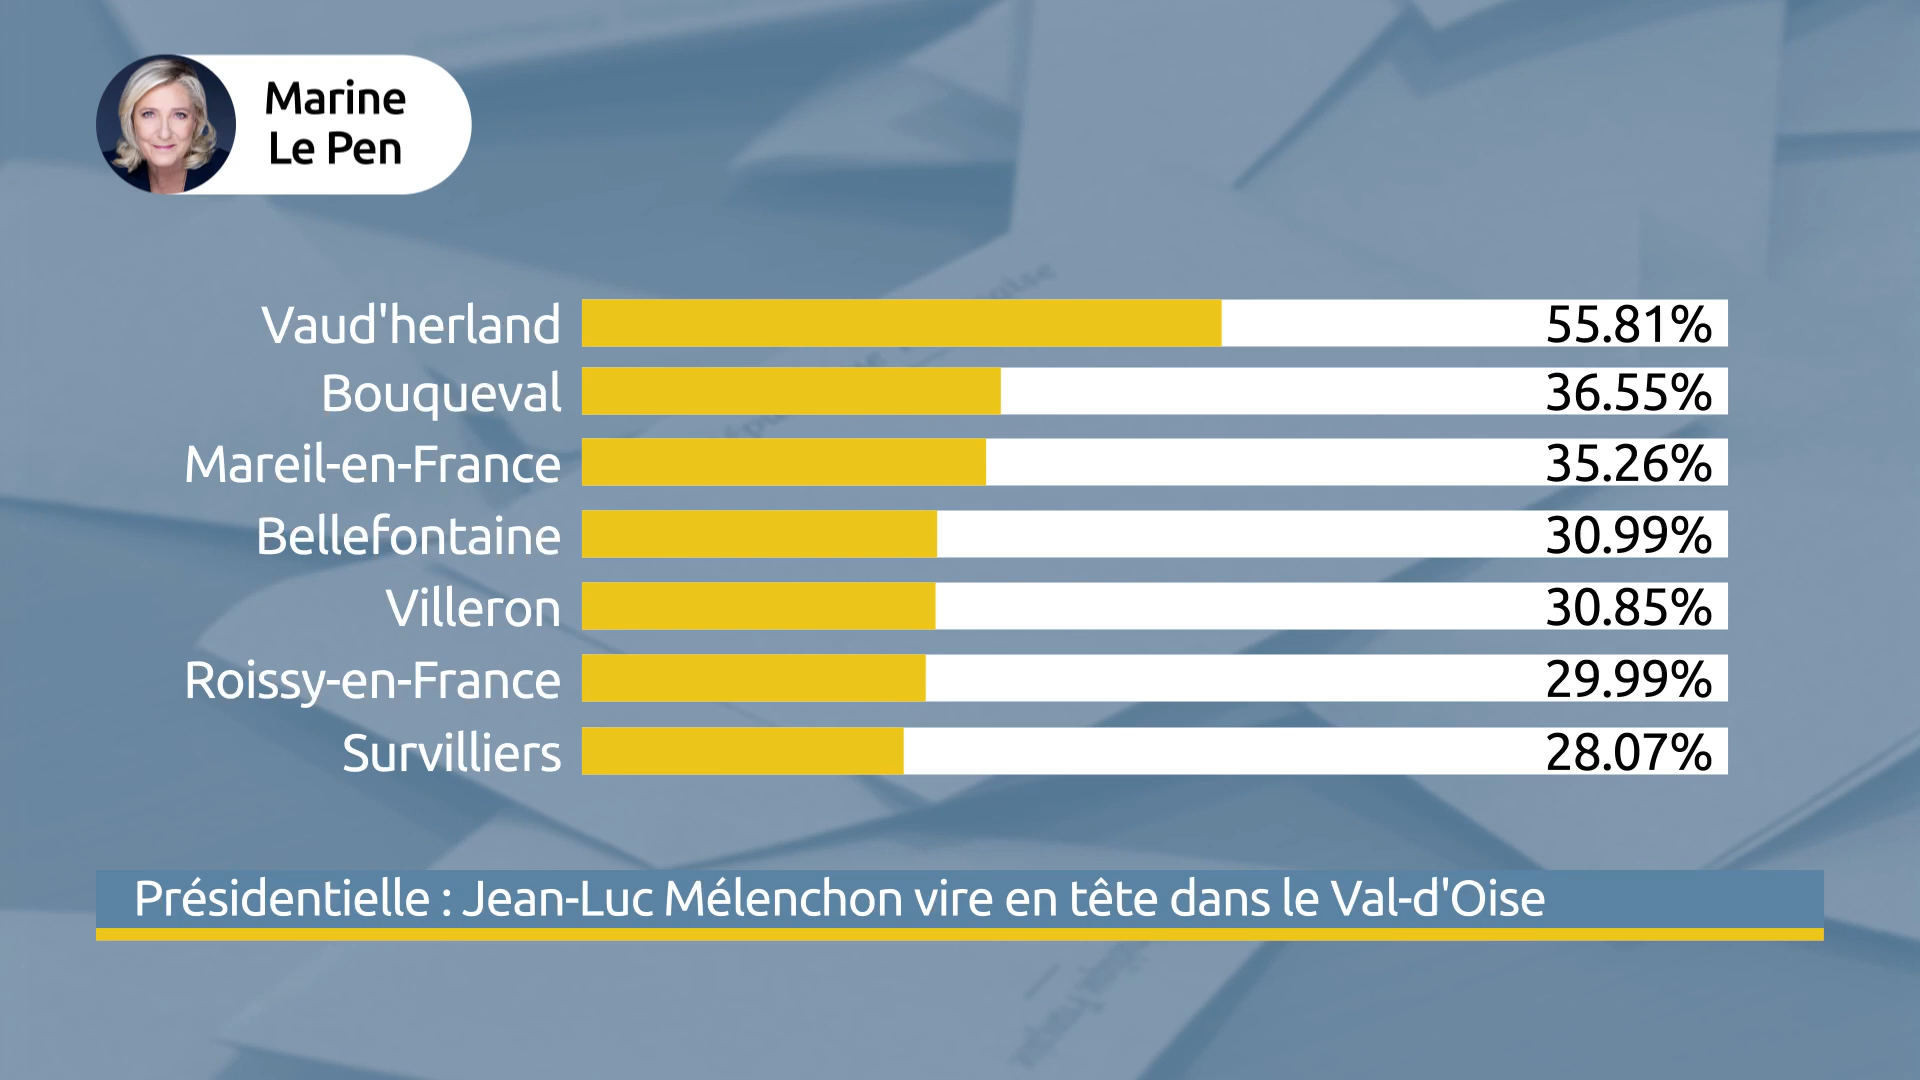 Marine
Le Pen
Vaud'herland 55.81%
Bouqueval 36.55%
Mareil-en-France 35.26%
Bellefontaine 30.99%
Villeron 30.85%
Roissy-en-France 29.99%
Survilliers 28.07%
Présidentielle : Jean-Luc Mélenchon vire en tête dans le Val-d'Oise